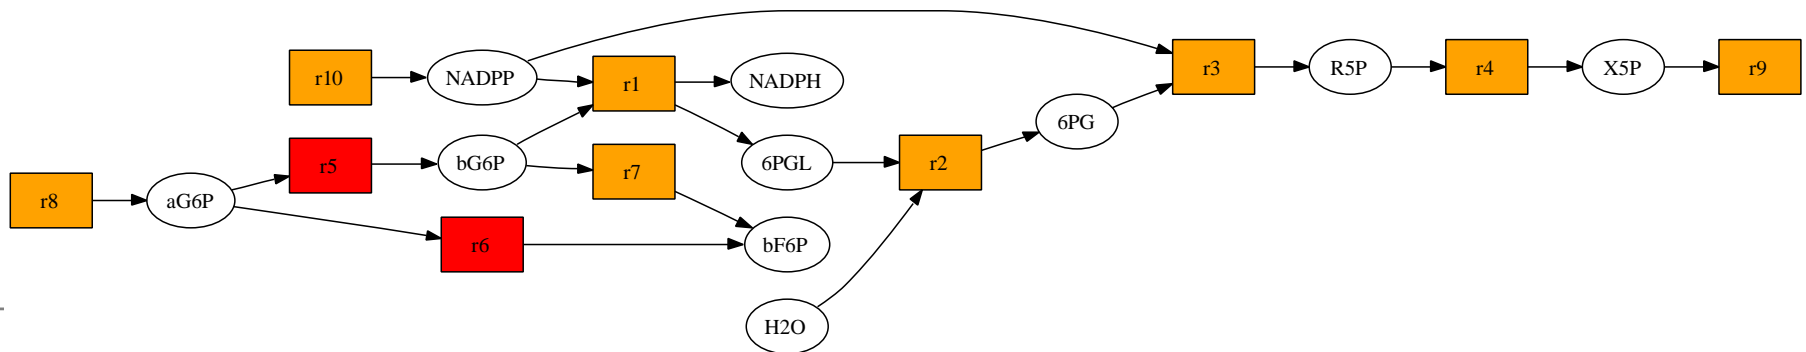 r10
NADPP
r1
NADPH
r3
R5P
r4
X5P
r9
6PG
r5
bG6P
r7
6PGL
r2
r8
aG6P
r6
bF6P
H2O